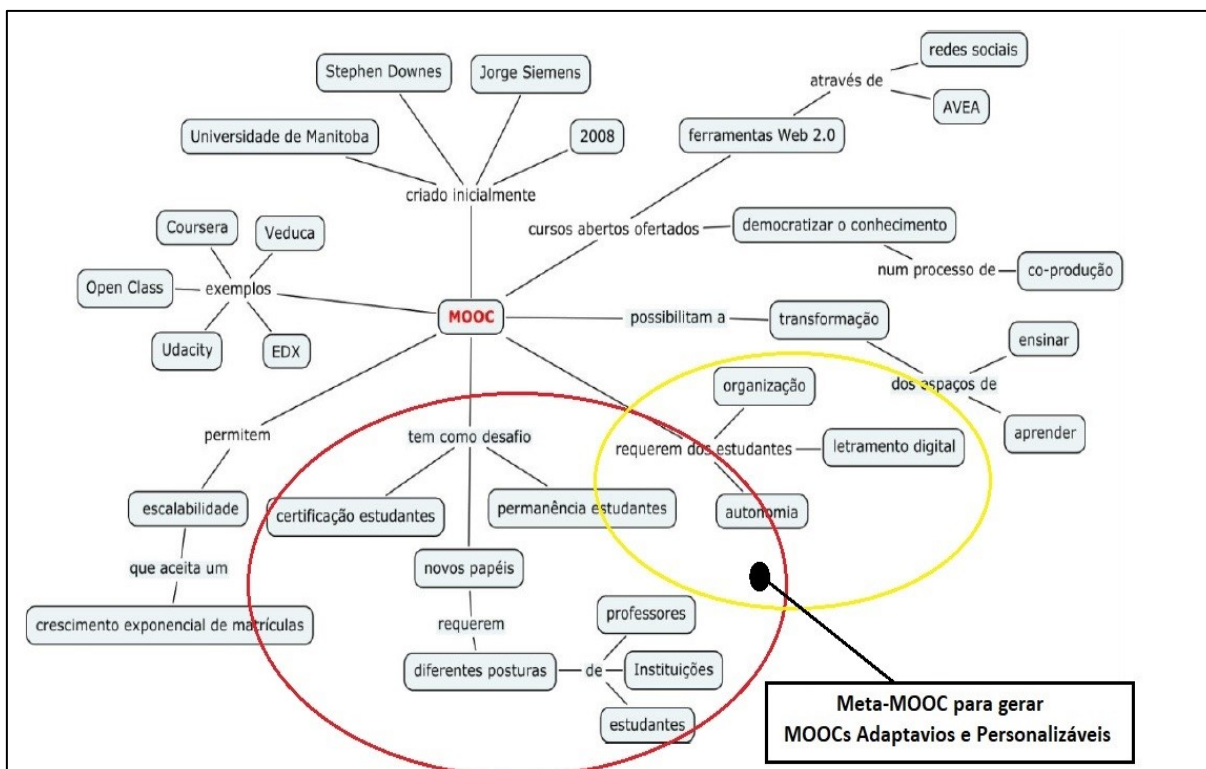 Stephen Downes
Jorge Siemens
Universidade de Manitoba
2008
criado inicialmente
redes sociais
através de
AVEA
ferramentas Web 2.0
cursos abertos ofertados
democratizar o conhecimento
num processo de
co-produção
Coursera
Veduca
Open Class
exemplos
Udacity
EDX
MOOC
possibilitam a
transformação
ensinar
dos espaços de
aprender
organização
requerem dos estudantes
letramento digital
autonomia
permitem
escalabilidade
que aceita um
crescimento exponencial de matrículas
tem como desafio
certificação estudantes
permanência estudantes
novos papéis
requerem
diferentes posturas
de
professores
Instituições
estudantes
Meta-MOOC para gerar
MOOCs Adaptavios e Personalizáveis